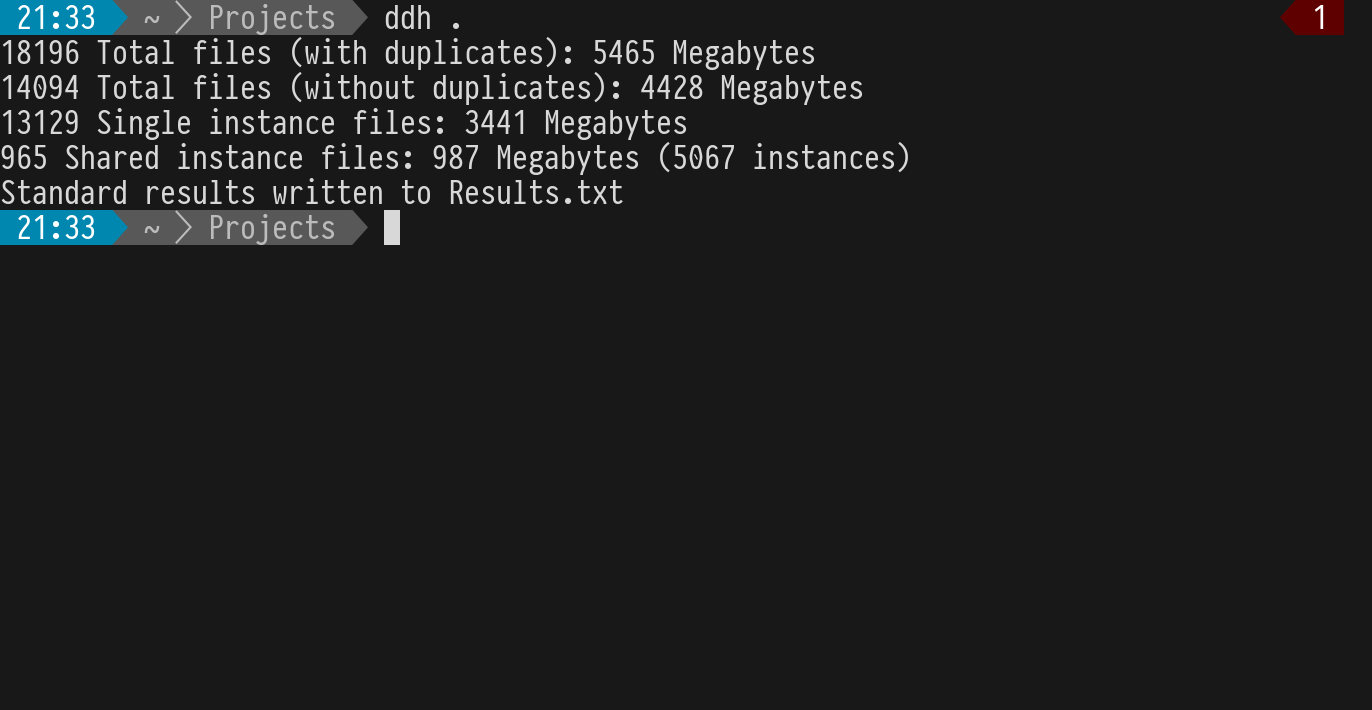 21:33 ~ Projects ddh . 1
18196 Total files (with duplicates): 5465 Megabytes
14094 Total files (without duplicates): 4428 Megabytes
13129 Single instance files: 3441 Megabytes
965 Shared instance files: 987 Megabytes (5067 instances)
Standard results written to Results.txt
21:33 ~ Projects